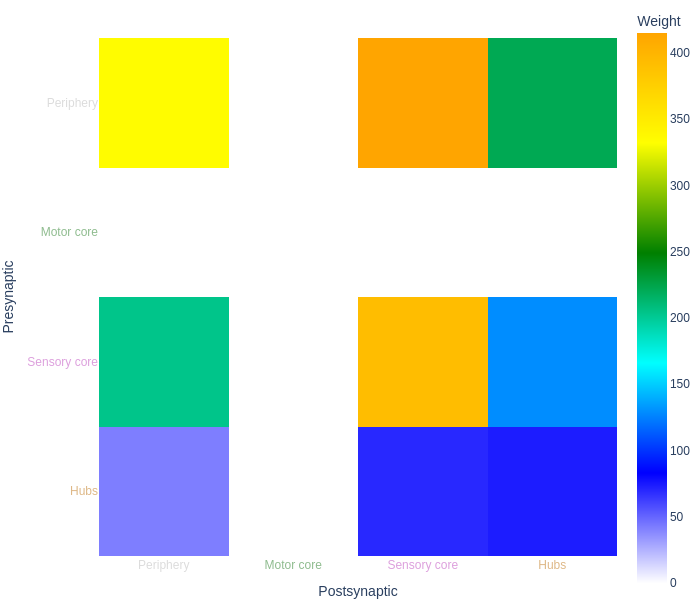 Weight
400
350
300
250
200
150
100
50
0
Presynaptic
Periphery
Motor core
Sensory core
Hubs
Periphery
Motor core
Sensory core
Hubs
Postsynaptic